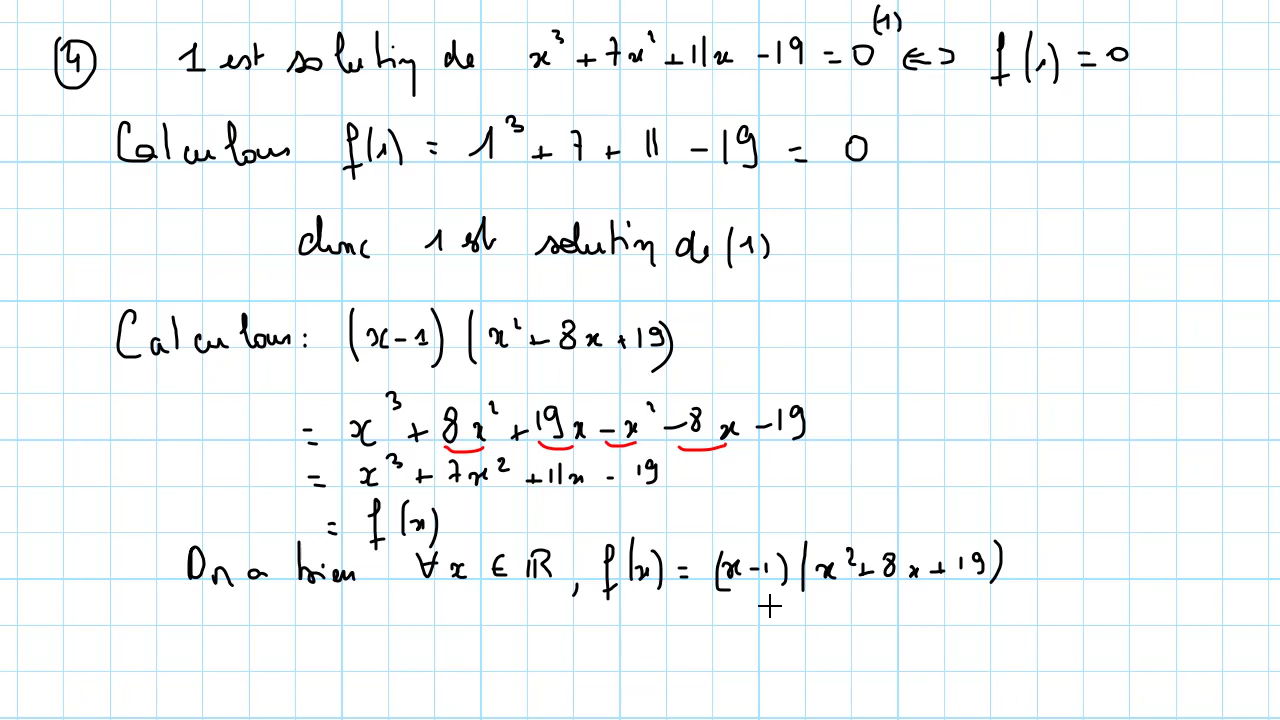 ④ 1 est solution de x³ + 7x² + 11x - 19 = 0 (1) ⟺ f(1) = 0
Calculons f(1) = 1³ + 7 + 11 - 19 = 0
donc 1 est solution de (1)
Calculons: (x-1)(x² + 8x + 19)
= x³ + 8x² + 19x - x² - 8x - 19
= x³ + 7x² + 11x - 19
= f(x)
On a bien ∀x ∈ ℝ, f(x) = (x-1)(x² + 8x + 19)